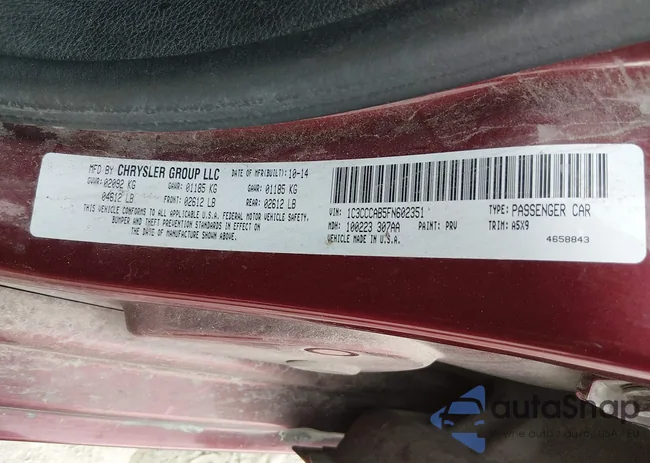 MFD BY CHRYSLER GROUP LLC DATE OF MFR(BUILT): 10-14
GVWR: 02092 KG GAWR: 01185 KG GAWR: 01185 KG
04612 LB FRONT: 02612 LB REAR: 02612 LB
THIS VEHICLE CONFORMS TO ALL APPLICABLE U.S. FEDERAL MOTOR VEHICLE SAFETY,
BUMPER AND THEFT PREVENTION STANDARDS IN EFFECT ON
THE DATE OF MANUFACTURE SHOWN ABOVE.
VIN: 1C3CCCAB5FN602351 TYPE: PASSENGER CAR
MDH: 100223 307AA PAINT: PRV TRIM: A5X9
VEHICLE MADE IN U.S.A. 4658843
autoSnap